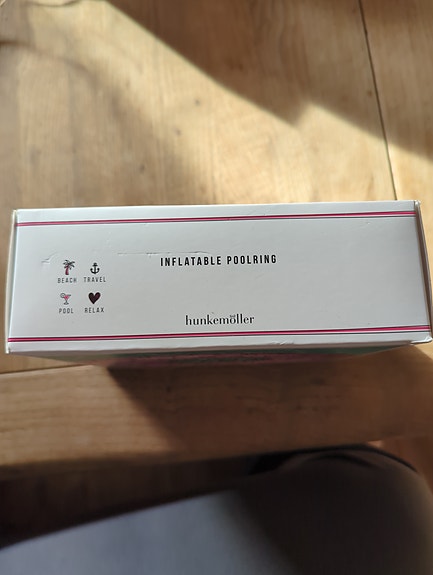 INFLATABLE POOLRING
BEACH TRAVEL
POOL RELAX
hunkemöller